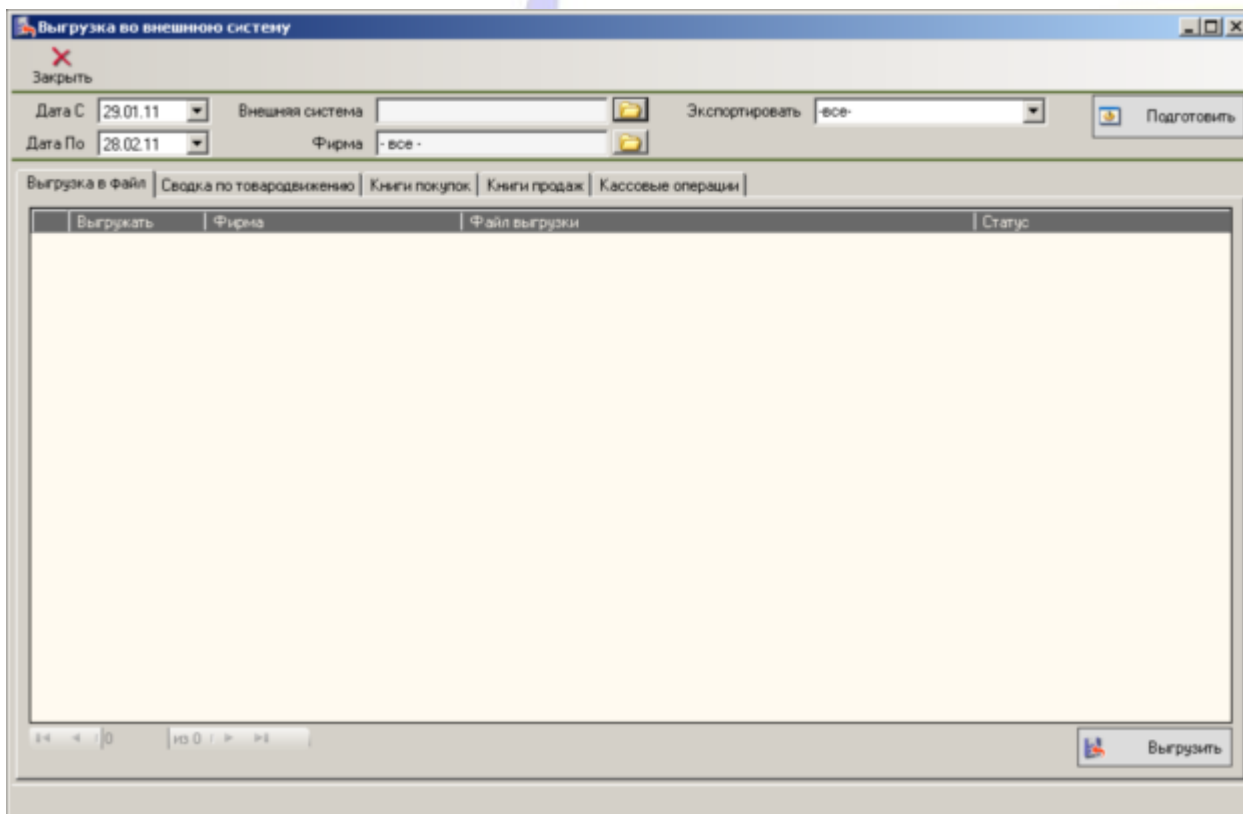 Выгрузка во внешнюю систему
Закрыть
Дата С 29.01.11 Внешняя система Экспортировать -все- Подготовить
Дата По 28.02.11 Фирма - все -
Выгрузка в Файл Сводка по товародвижению Книги покупок Книги продаж Кассовые операции
Выгружать Фирма Файл выгрузки Статус
0 из 0
Выгрузить